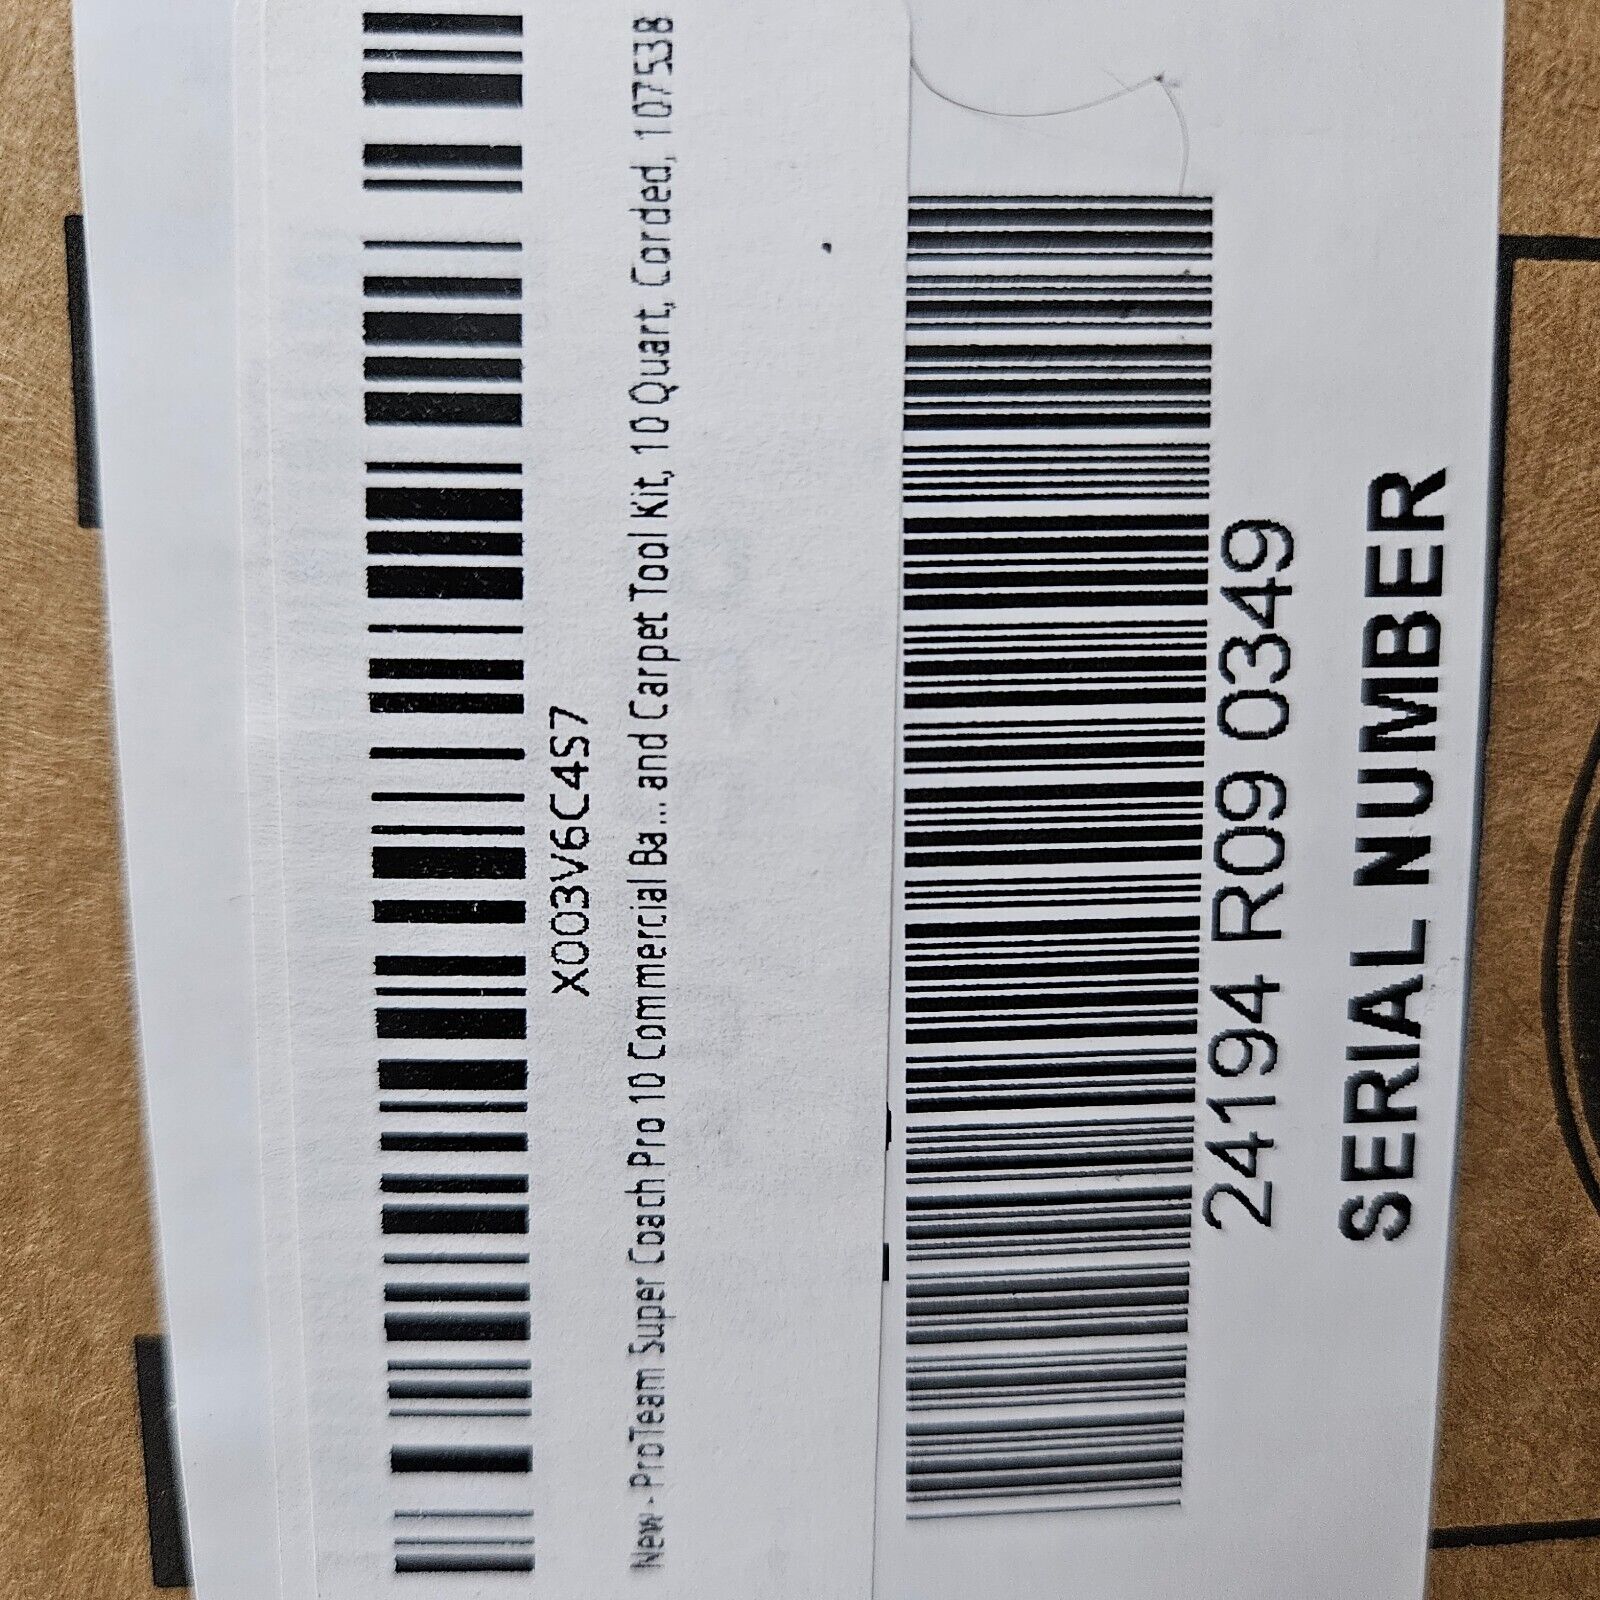 X003V6C4S7
New - ProTeam Super Coach Pro 10 Commercial Ba... and Carpet Tool Kit, 10 Quart, Corded, 107538
24194 R09 0349
SERIAL NUMBER